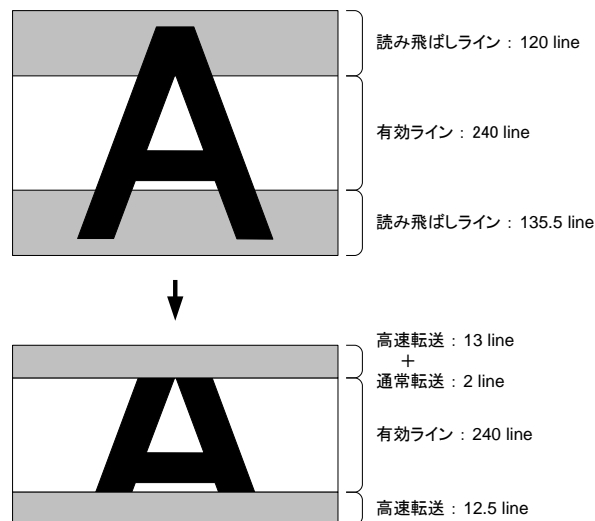 読み飛ばしライン : 120 line
有効ライン : 240 line
読み飛ばしライン : 135.5 line
高速転送 : 13 line
+
通常転送 : 2 line
有効ライン : 240 line
高速転送 : 12.5 line
A
A